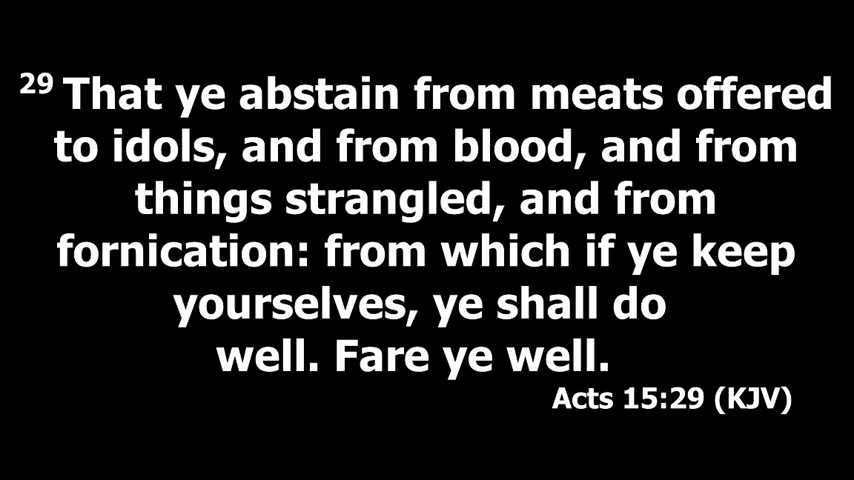 29 That ye abstain from meats offered
to idols, and from blood, and from
things strangled, and from
fornication: from which if ye keep
yourselves, ye shall do
well. Fare ye well.
Acts 15:29 (KJV)